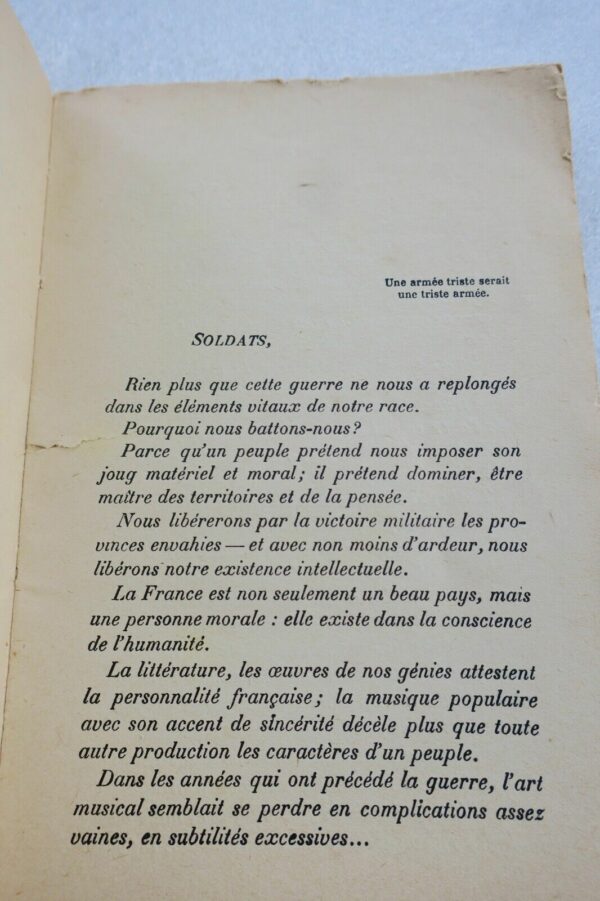 Une armée triste serait
une triste armée.
SOLDATS,
Rien plus que cette guerre ne nous a replongés
dans les éléments vitaux de notre race.
Pourquoi nous battons-nous?
Parce qu'un peuple prétend nous imposer son
joug matériel et moral; il prétend dominer, être
maître des territoires et de la pensée.
Nous libérerons par la victoire militaire les pro-
vinces envahies — et avec non moins d'ardeur, nous
libérons notre existence intellectuelle.
La France est non seulement un beau pays, mais
une personne morale : elle existe dans la conscience
de l'humanité.
La littérature, les œuvres de nos génies attestent
la personnalité française; la musique populaire
avec son accent de sincérité décèle plus que toute
autre production les caractères d'un peuple.
Dans les années qui ont précédé la guerre, l'art
musical semblait se perdre en complications assez
vaines, en subtilités excessives...